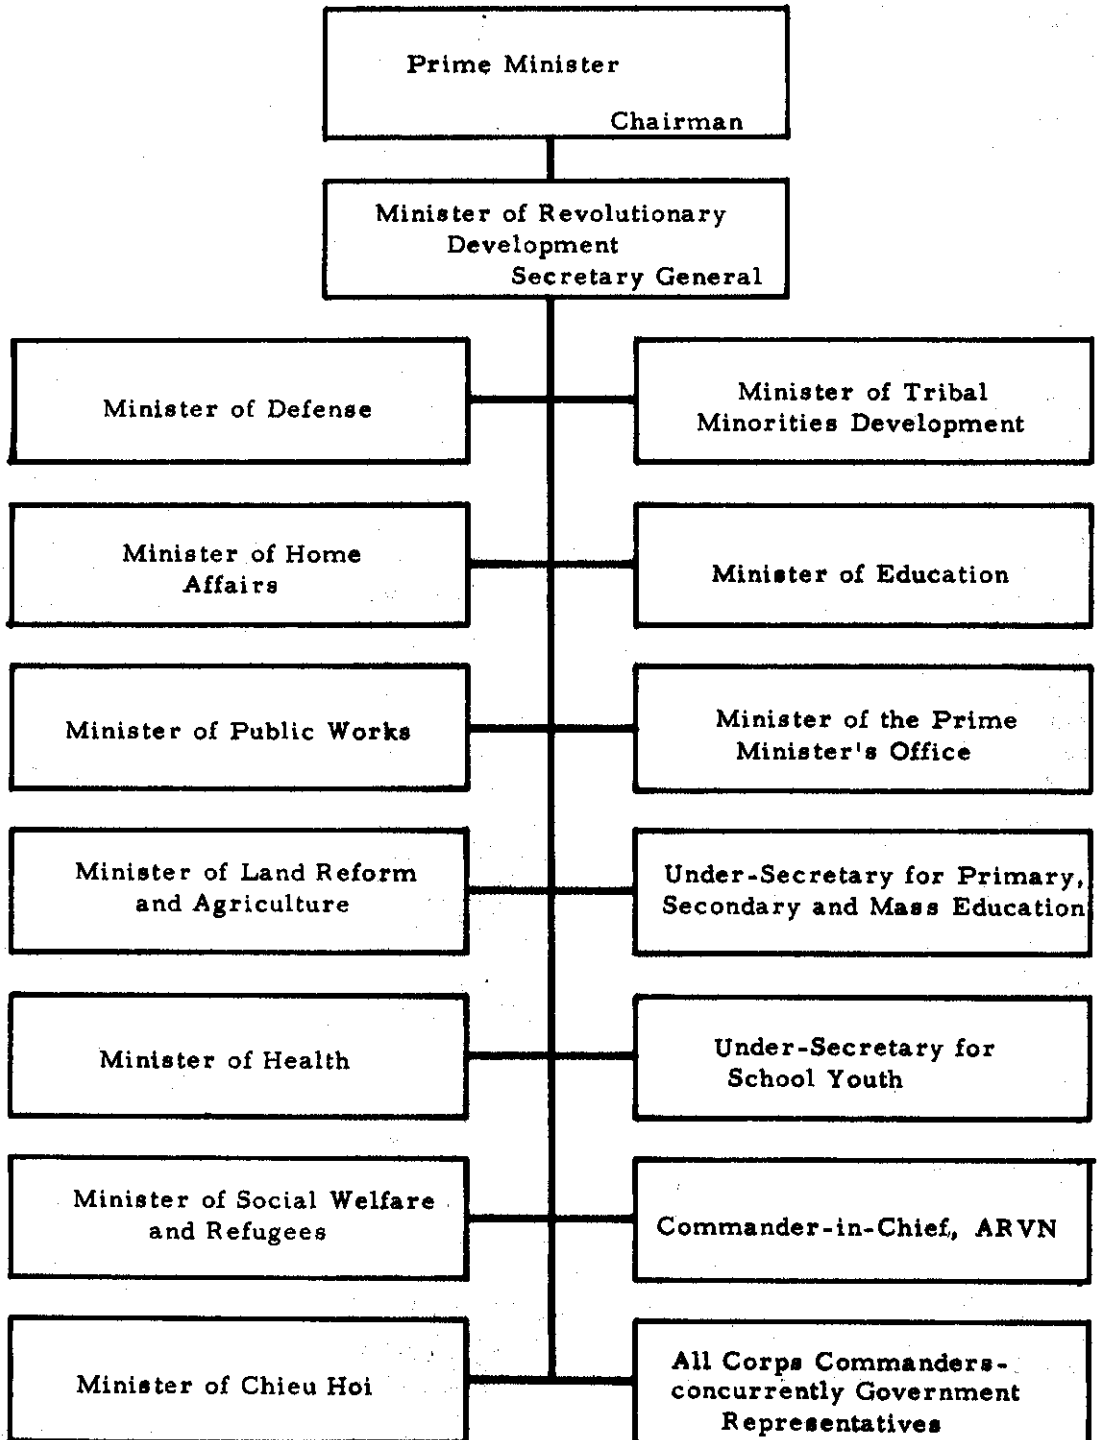 Prime Minister
Chairman
Minister of Revolutionary
Development
Secretary General
Minister of Defense
Minister of Tribal
Minorities Development
Minister of Home
Affairs
Minister of Education
Minister of Public Works
Minister of the Prime
Minister's Office
Minister of Land Reform
and Agriculture
Under-Secretary for Primary,
Secondary and Mass Education
Minister of Health
Under-Secretary for
School Youth
Minister of Social Welfare
and Refugees
Commander-in-Chief, ARVN
Minister of Chieu Hoi
All Corps Commanders-
concurrently Government
Representatives